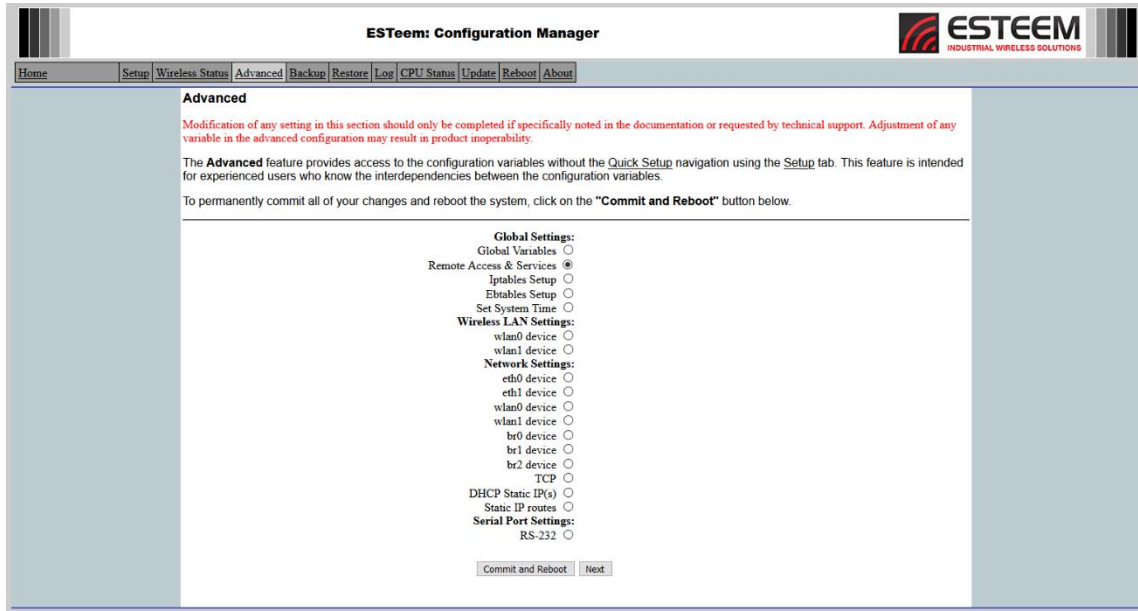 ESTeem: Configuration Manager
ESTEEM
INDUSTRIAL WIRELESS SOLUTIONS
Home Setup Wireless Status Advanced Backup Restore Log CPU Status Update Reboot About
Advanced
Modification of any setting in this section should only be completed if specifically noted in the documentation or requested by technical support. Adjustment of any
variable in the advanced configuration may result in product inoperability.
The Advanced feature provides access to the configuration variables without the Quick Setup navigation using the Setup tab. This feature is intended
for experienced users who know the interdependencies between the configuration variables.
To permanently commit all of your changes and reboot the system, click on the "Commit and Reboot" button below.
Global Settings:
Global Variables
Remote Access & Services
Iptables Setup
Ebtables Setup
Set System Time
Wireless LAN Settings:
wlan0 device
wlan1 device
Network Settings:
eth0 device
eth1 device
wlan0 device
wlan1 device
br0 device
br1 device
br2 device
TCP
DHCP Static IP(s)
Static IP routes
Serial Port Settings:
RS-232
Commit and Reboot Next